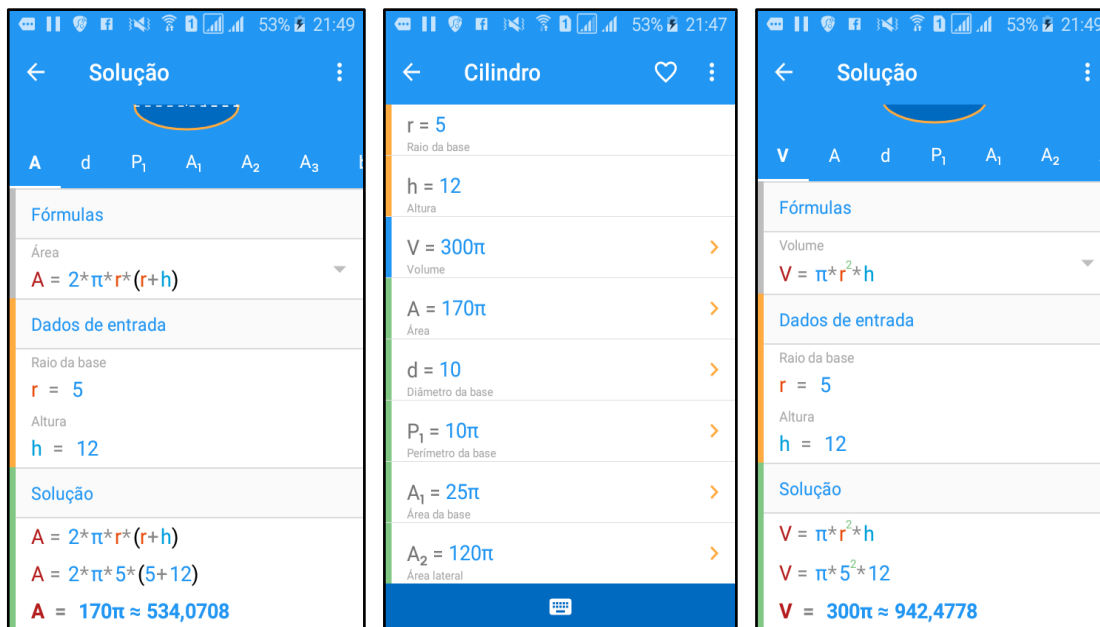 53% 21:49
Solução
A d P₁ A₁ A₂ A₃
Fórmulas
Área
A = 2*π*r*(r+h)
Dados de entrada
Raio da base
r = 5
Altura
h = 12
Solução
A = 2*π*r*(r+h)
A = 2*π*5*(5+12)
A = 170π ≈ 534,0708
53% 21:47
Cilindro
r = 5
Raio da base
h = 12
Altura
V = 300π
Volume
A = 170π
Área
d = 10
Diâmetro da base
P₁ = 10π
Perímetro da base
A₁ = 25π
Área da base
A₂ = 120π
Área lateral
53% 21:49
Solução
V A d P₁ A₁ A₂
Fórmulas
Volume
V = π*r²*h
Dados de entrada
Raio da base
r = 5
Altura
h = 12
Solução
V = π*r²*h
V = π*5²*12
V = 300π ≈ 942,4778